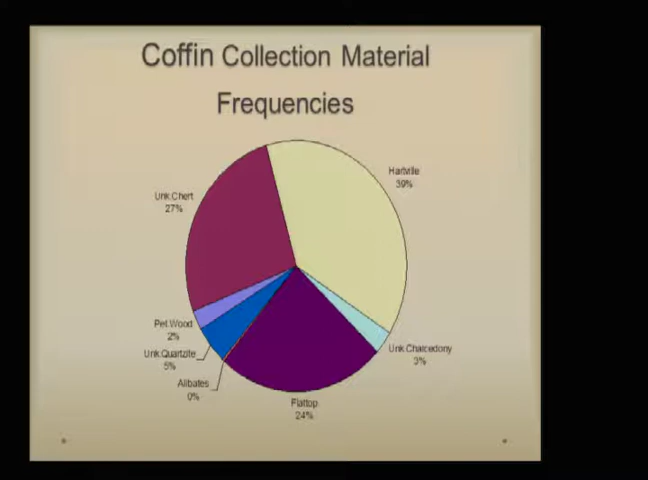 Coffin Collection Material
Frequencies
Hartville
39%
Unk.Chert
27%
Pet.Wood
2%
Unk.Quartzite
5%
Alibates
0%
Unk.Chalcedony
3%
Flattop
24%